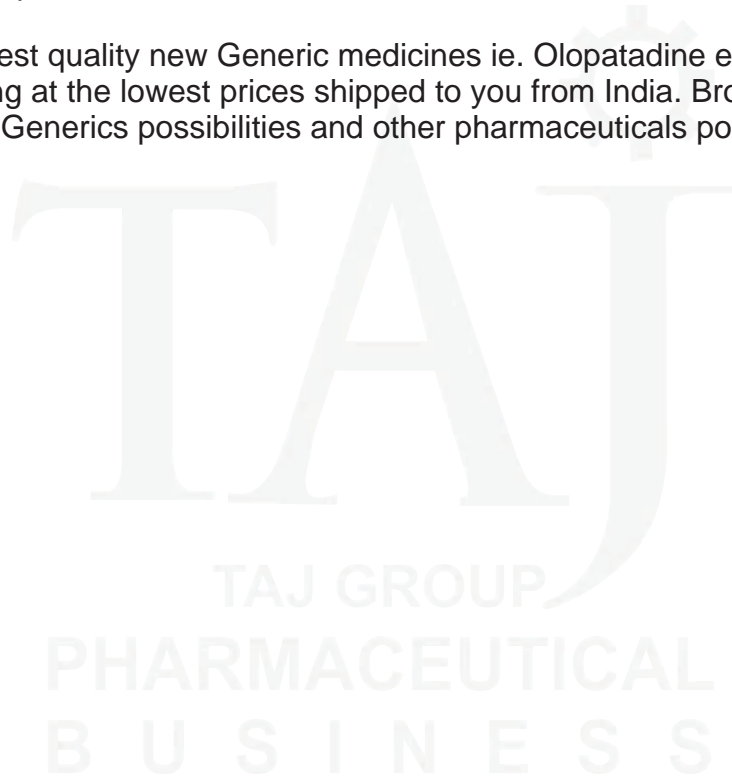 est quality new Generic medicines ie. Olopatadine e
ng at the lowest prices shipped to you from India. Bro
Generics possibilities and other pharmaceuticals po
TAJ
TAJ GROUP
PHARMACEUTICAL
BUSINESS